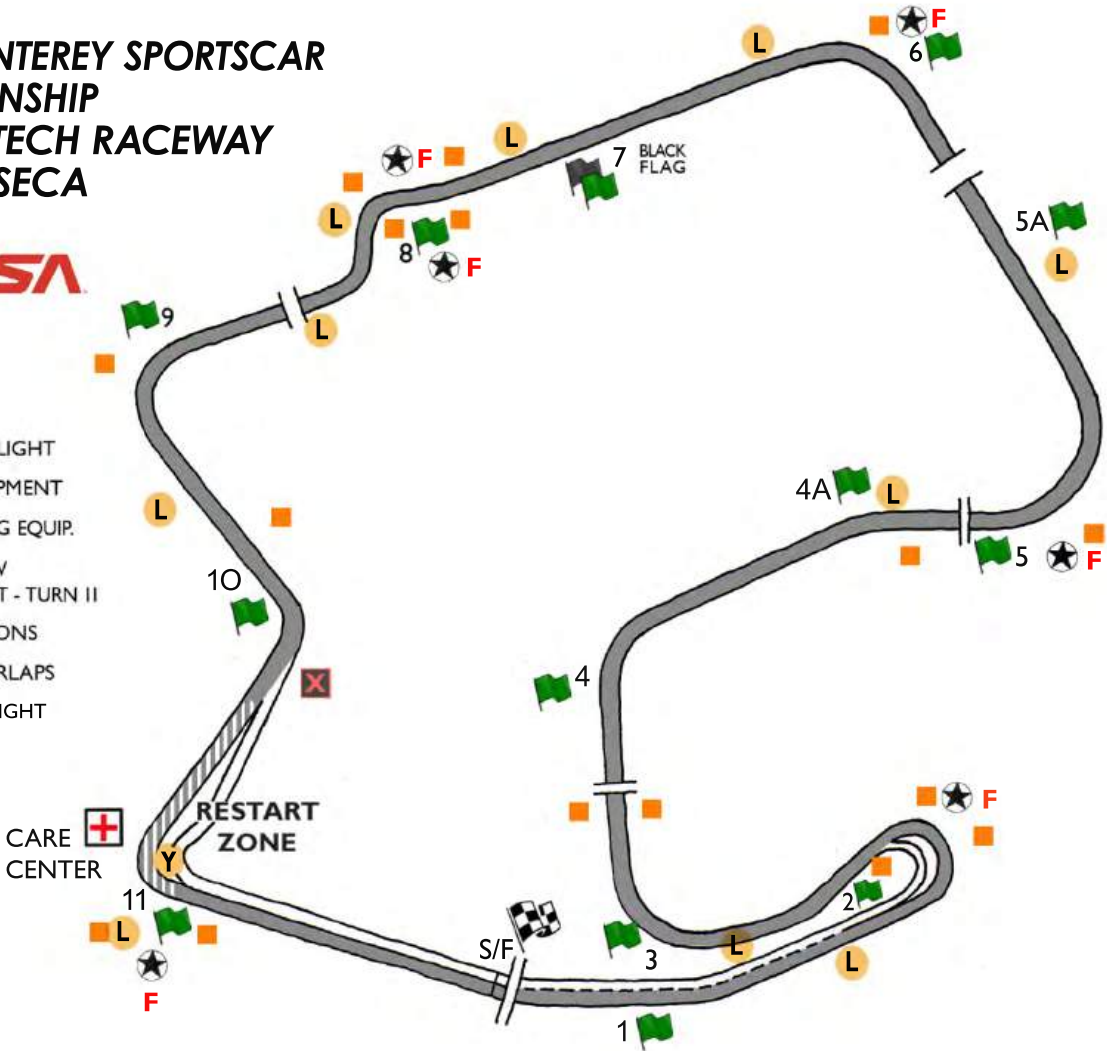 NTEREY SPORTSCAR
NSHIP
TECH RACEWAY
SECA
SA
LIGHT
PMENT
G EQUIP.
W
T - TURN 11
ONS
RLAPS
IGHT
CARE
CENTER
RESTART
ZONE
BLACK
FLAG
S/F
1
2
3
4
4A
5
5A
6
7
8
9
10
11
L
L
L
L
L
L
L
L
L
L
L
Y
X
F
F
F
F
F
F